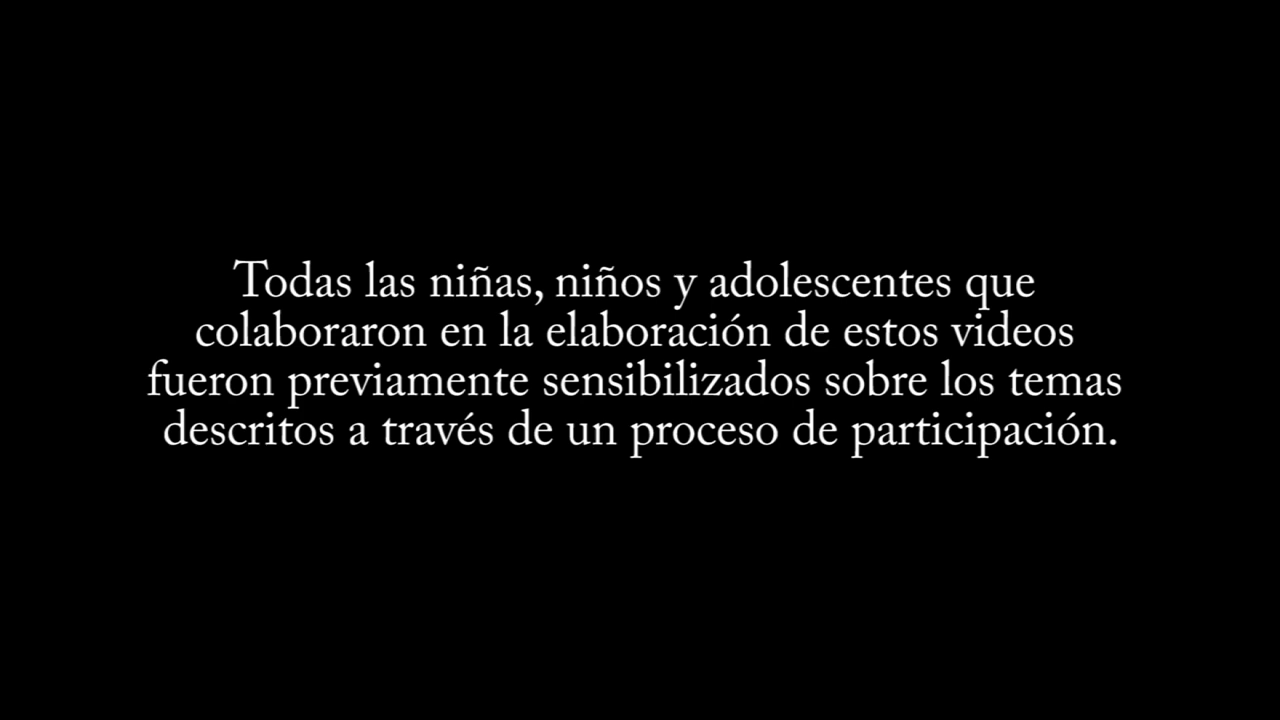 Todas las niñas, niños y adolescentes que
colaboraron en la elaboración de estos videos
fueron previamente sensibilizados sobre los temas
descritos a través de un proceso de participación.